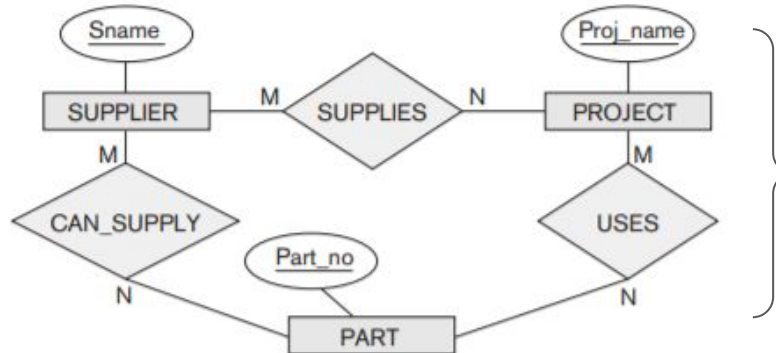 Sname
Proj_name
SUPPLIER
M
SUPPLIES
N
PROJECT
M
M
CAN_SUPPLY
USES
Part_no
N
N
PART